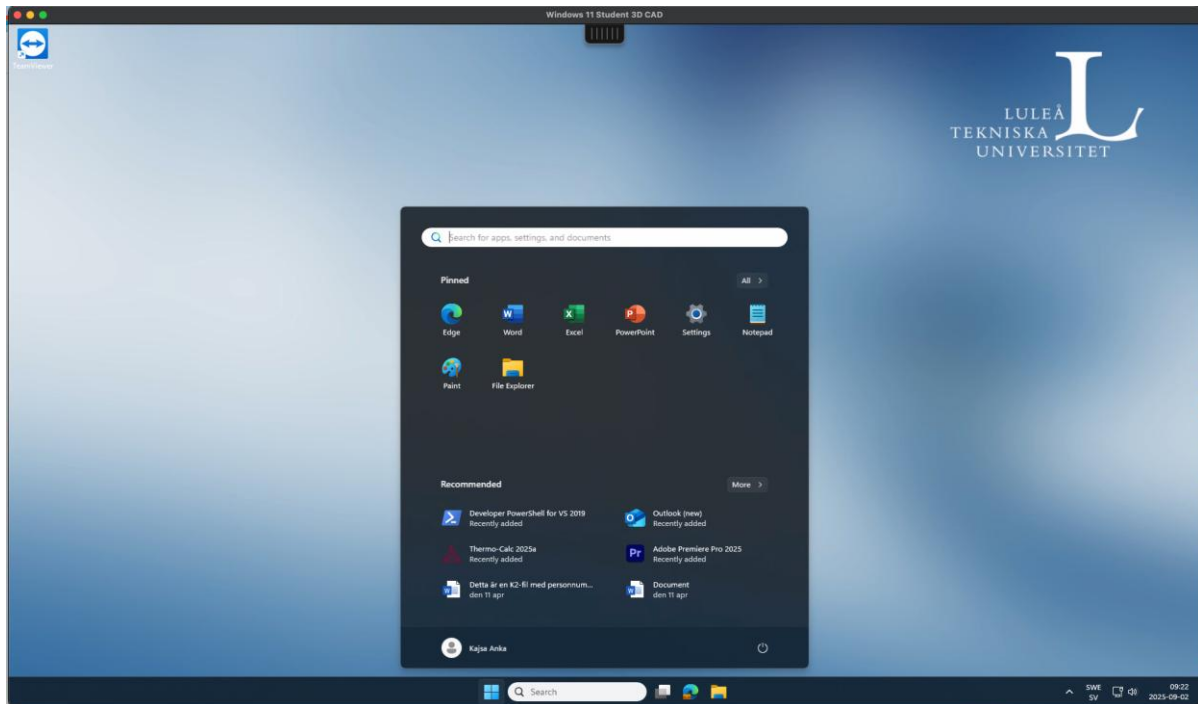 Windows 11 Student 3D CAD
TeamViewer
LULEÅ
TEKNISKA
UNIVERSITET
Search for apps, settings, and documents
Pinned
All >
Edge
Word
Excel
PowerPoint
Settings
Notepad
Paint
File Explorer
Recommended
More >
Developer PowerShell for VS 2019
Recently added
Outlook (new)
Recently added
Thermo-Calc 2025a
Recently added
Pr
Adobe Premiere Pro 2025
Recently added
Detta är en K2-fil med personnum...
den 11 apr
Document
den 11 apr
Kajsa Anka
Search
SWE
SV
09:22
2025-09-02